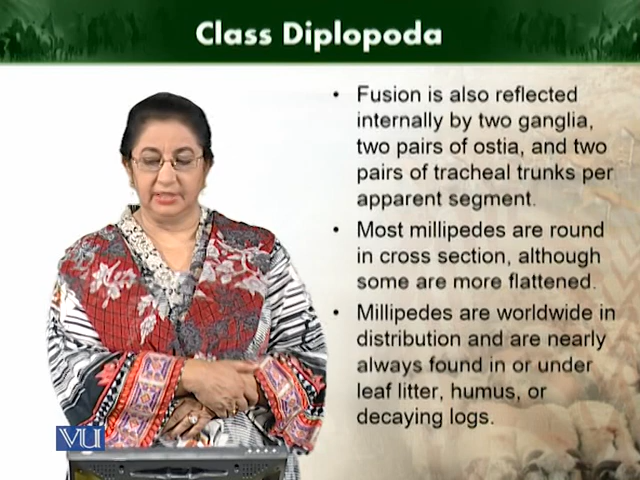 Class Diplopoda
• Fusion is also reflected
internally by two ganglia,
two pairs of ostia, and two
pairs of tracheal trunks per
apparent segment.
• Most millipedes are round
in cross section, although
some are more flattened.
• Millipedes are worldwide in
distribution and are nearly
always found in or under
leaf litter, humus, or
decaying logs.
VU